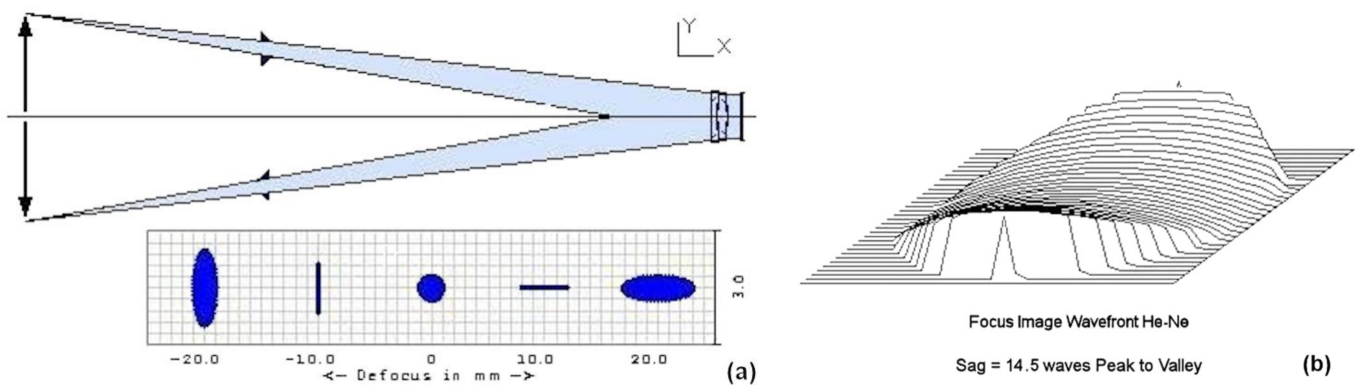 Y
X
3.0
-20.0 -10.0 0 10.0 20.0
<— Defocus in mm —>
(a)
Focus Image Wavefront He-Ne
Sag = 14.5 waves Peak to Valley
(b)